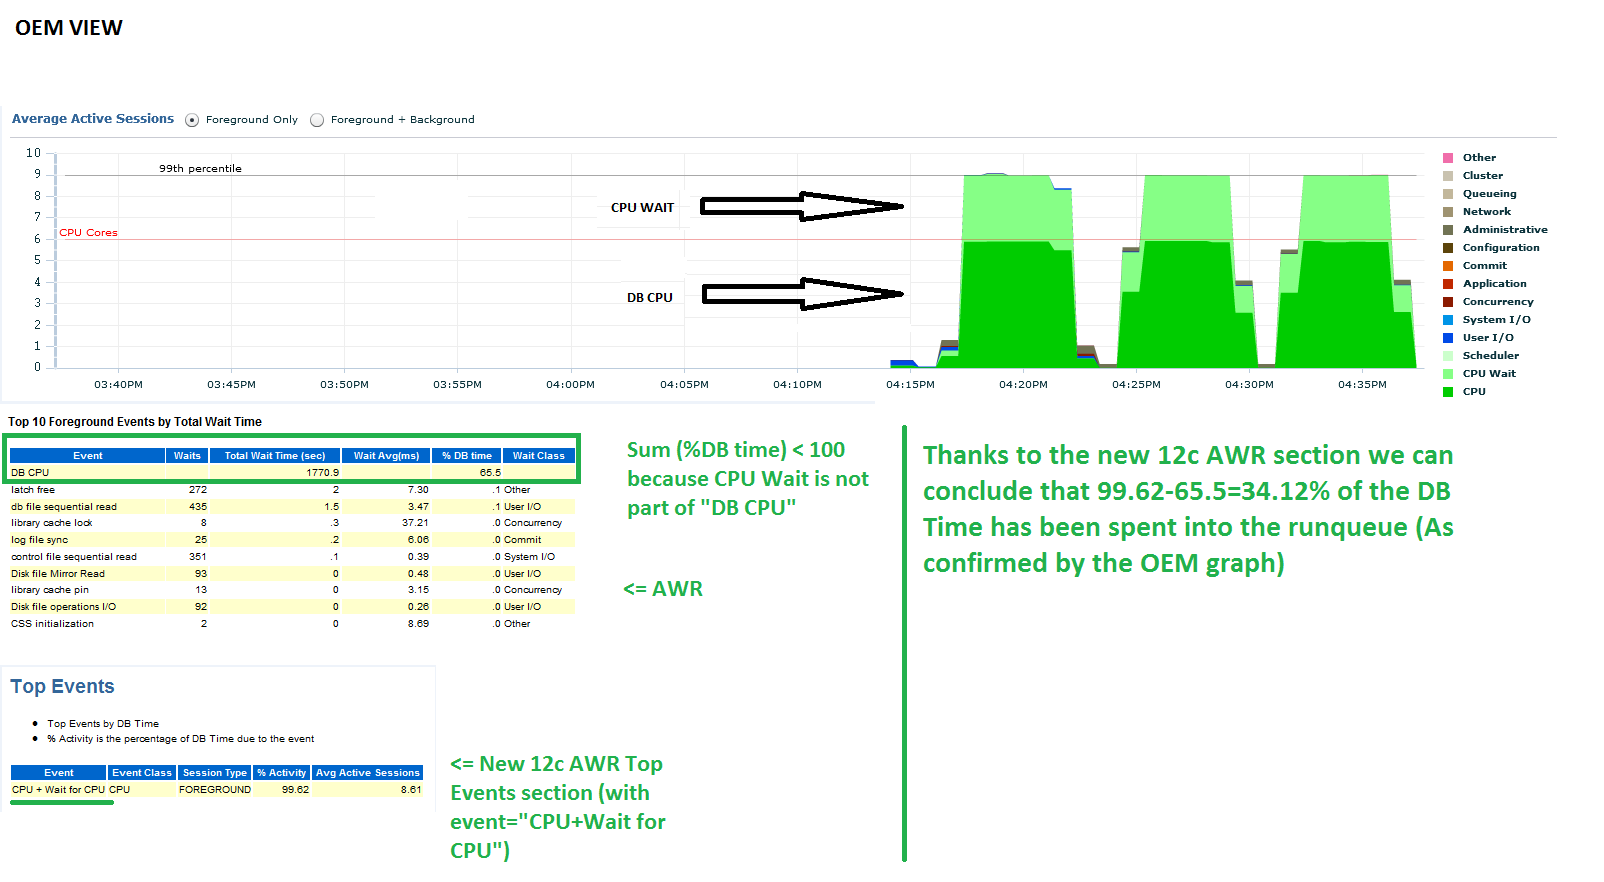 OEM VIEW
Average Active Sessions Foreground Only Foreground + Background
10
9
8
7
6
5
4
3
2
1
0
99th percentile
CPU Cores
CPU WAIT
DB CPU
03:40PM 03:45PM 03:50PM 03:55PM 04:00PM 04:05PM 04:10PM 04:15PM 04:20PM 04:25PM 04:30PM 04:35PM
Other
Cluster
Queueing
Network
Administrative
Configuration
Commit
Application
Concurrency
System I/O
User I/O
Scheduler
CPU Wait
CPU
Top 10 Foreground Events by Total Wait Time
Event Waits Total Wait Time (sec) Wait Avg(ms) % DB time Wait Class
DB CPU 1770.9 65.5
latch free 272 2 7.30 .1 Other
db file sequential read 435 1.5 3.47 .1 User I/O
library cache lock 8 .3 37.21 .0 Concurrency
log file sync 25 .2 6.06 .0 Commit
control file sequential read 351 .1 0.39 .0 System I/O
Disk file Mirror Read 93 0 0.48 .0 User I/O
library cache pin 13 0 3.15 .0 Concurrency
Disk file operations I/O 92 0 0.26 .0 User I/O
CSS initialization 2 0 8.69 .0 Other
Sum (%DB time) < 100
because CPU Wait is not
part of "DB CPU"
<= AWR
Thanks to the new 12c AWR section we can
conclude that 99.62-65.5=34.12% of the DB
Time has been spent into the runqueue (As
confirmed by the OEM graph)
Top Events
• Top Events by DB Time
• % Activity is the percentage of DB Time due to the event
Event Event Class Session Type % Activity Avg Active Sessions
CPU + Wait for CPU CPU FOREGROUND 99.62 8.61
<= New 12c AWR Top
Events section (with
event="CPU+Wait for
CPU")